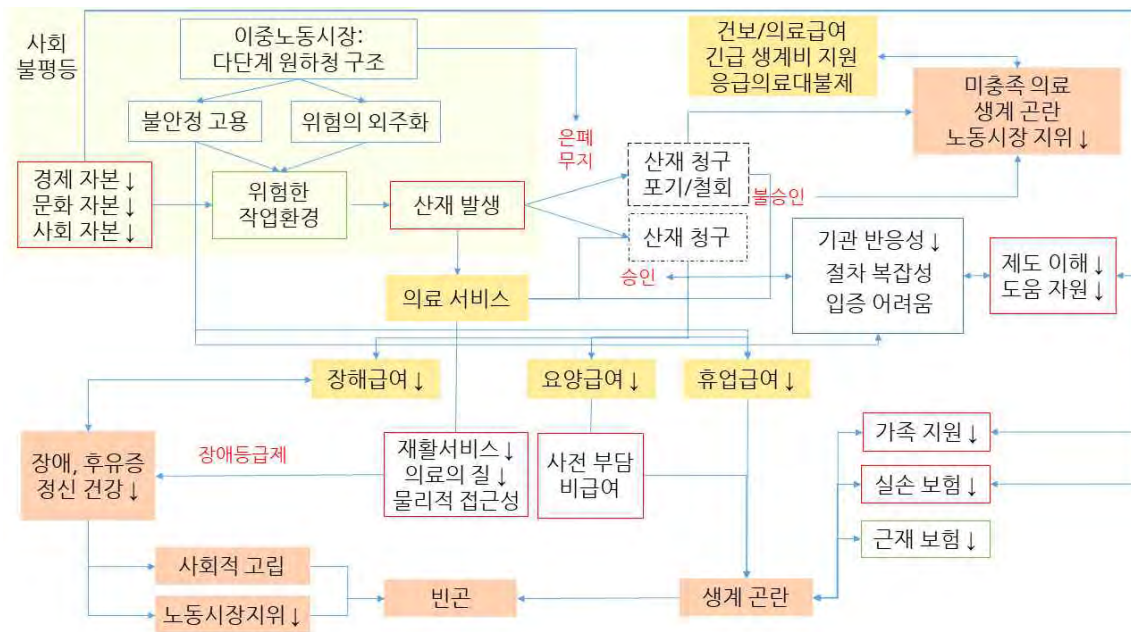 사회
불평등
이중노동시장:
다단계 원하청 구조
불안정 고용
위험의 외주화
경제 자본↓
문화 자본↓
사회 자본↓
위험한
작업환경
산재 발생
은폐
무지
산재 청구
포기/철회
산재 청구
불승인
승인
건보/의료급여
긴급 생계비 지원
응급의료대불제
미충족 의료
생계 곤란
노동시장 지위↓
의료 서비스
기관 반응성↓
절차 복잡성
입증 어려움
제도 이해↓
도움 자원↓
장해급여↓
요양급여↓
휴업급여↓
장애, 후유증
정신 건강↓
장애등급제
재활서비스↓
의료의 질↓
물리적 접근성
사전 부담
비급여
가족 지원↓
실손 보험↓
근재 보험↓
사회적 고립
노동시장지위↓
빈곤
생계 곤란